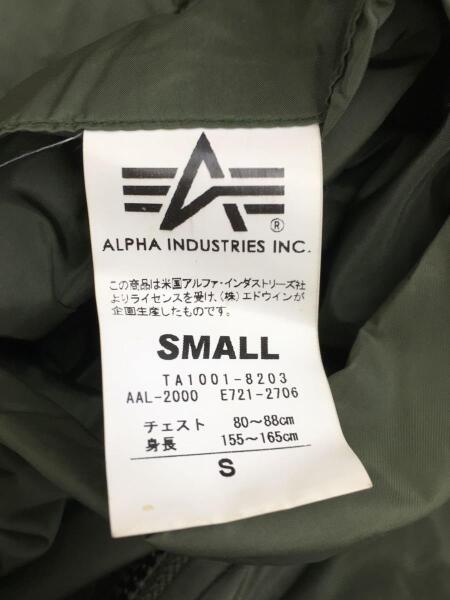 ®
ALPHA INDUSTRIES INC.
この商品は米国アルファ・インダストリーズ社
よりライセンスを受け、(株)エドウインが
企画生産したものです。
SMALL
TA1001-8203
AAL-2000 E721-2706
チェスト 80~88cm
身長 155~165cm
S